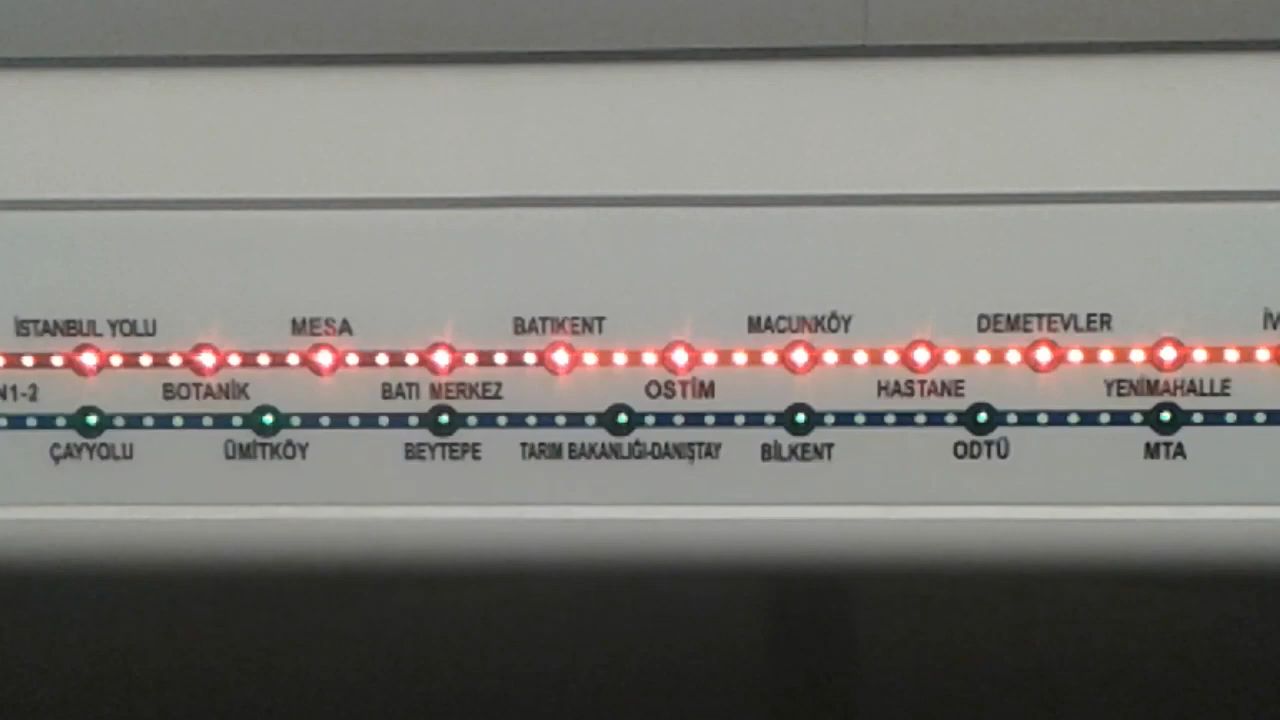 İSTANBUL YOLU MESA BATIKENT MACUNKÖY DEMETEVLER
BOTANİK BATI MERKEZ OSTİM HASTANE YENİMAHALLE
ÇAYYOLU ÜMİTKÖY BEYTEPE TARIM BAKANLIĞI-DANIŞTAY BİLKENT ODTÜ MTA